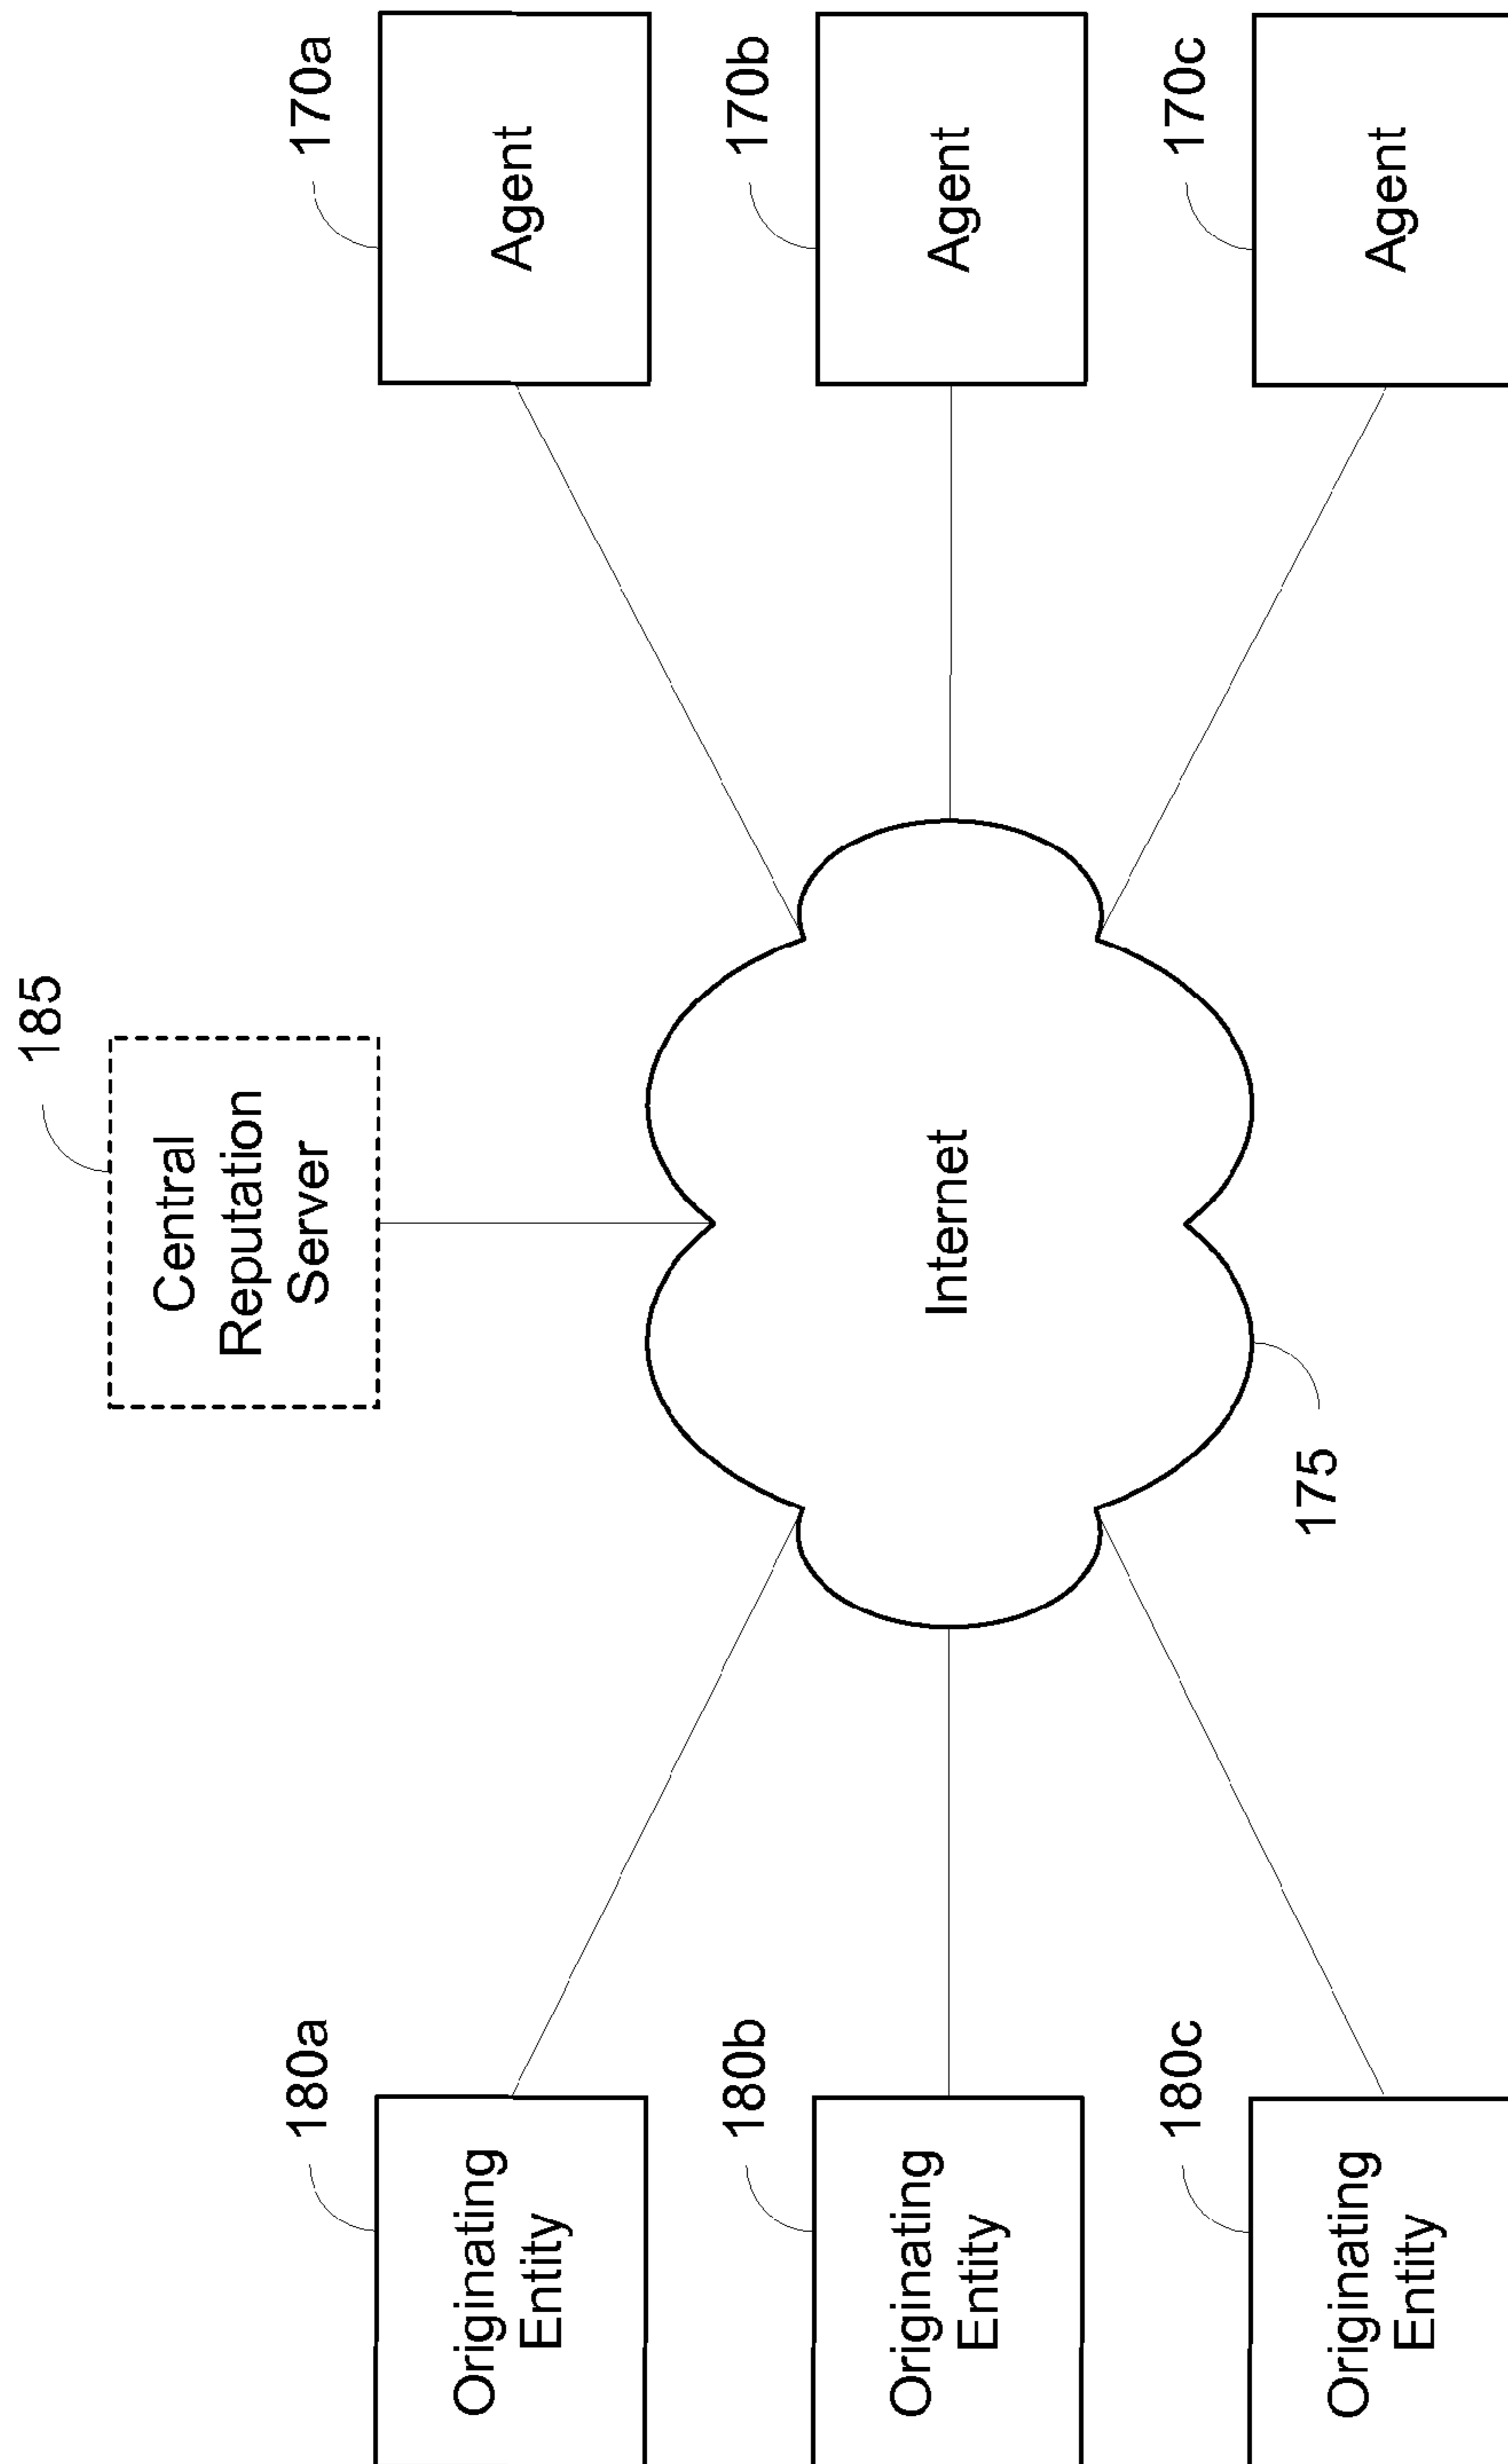 185
Central
Reputation
Server
180a
Originating
Entity
170a
Agent
180b
Originating
Entity
Internet
170b
Agent
180c
Originating
Entity
175
170c
Agent